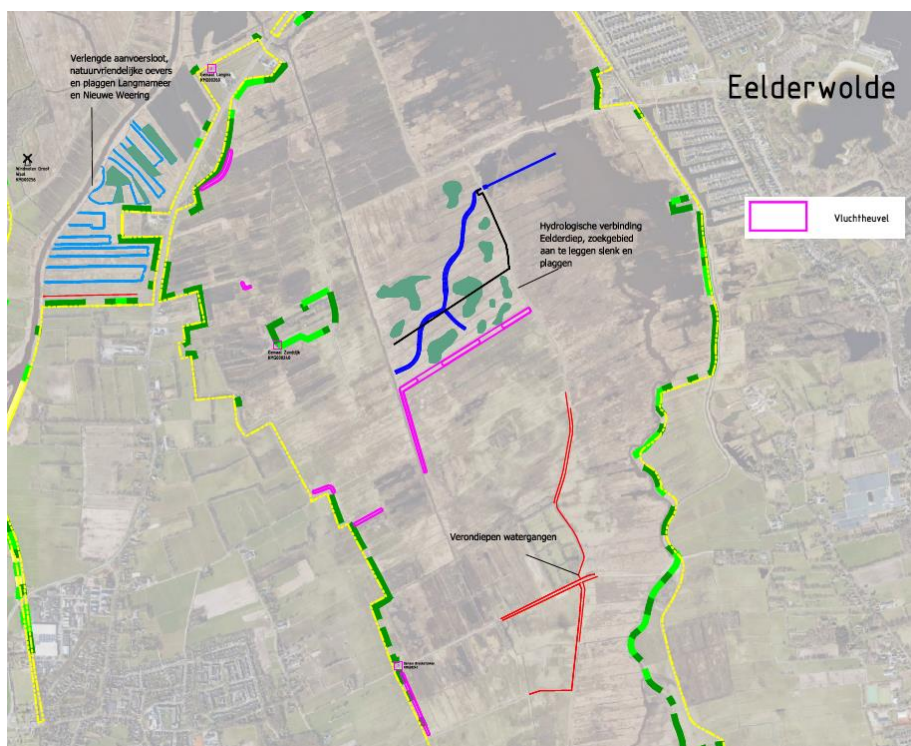 Verlengde aanvoersloot,
natuurvriendelijke oevers
en plaggen Langmameer
en Nieuwe Weering
Eelderwolde
Vluchtheuvel
Hydrologische verbinding
Eelderdiep, zoekgebied
aan te leggen slenk en
plaggen
Verondiepen watergangen